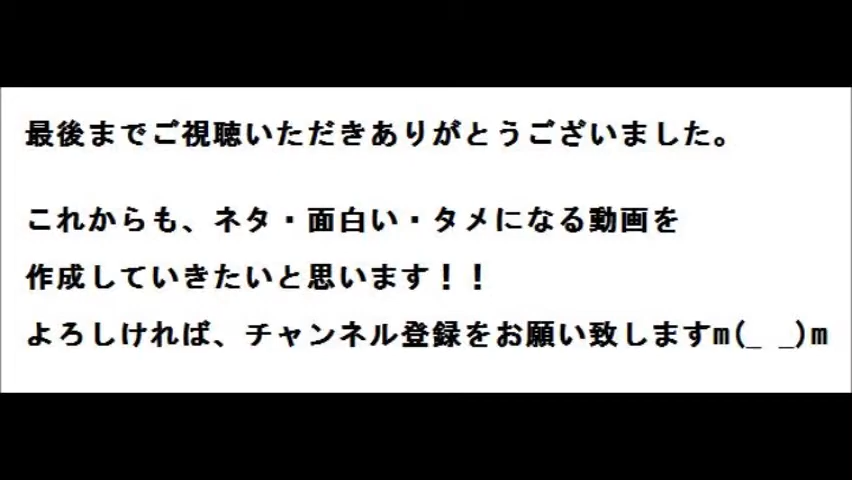 最後までご視聴いただきありがとうございました。
これからも、ネタ・面白い・タメになる動画を
作成していきたいと思います！！
よろしければ、チャンネル登録をお願い致しますm(_ _)m